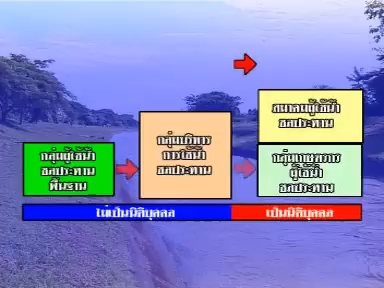 กลุ่มผู้ใช้น้ำ
ชลประทาน
พื้นฐาน
กลุ่มบริหาร
การใช้น้ำ
ชลประทาน
สมาคมผู้ใช้น้ำ
ชลประทาน
กลุ่มเกษตรกร
ผู้ใช้น้ำ
ชลประทาน
ไม่เป็นนิติบุคคล
เป็นนิติบุคคล